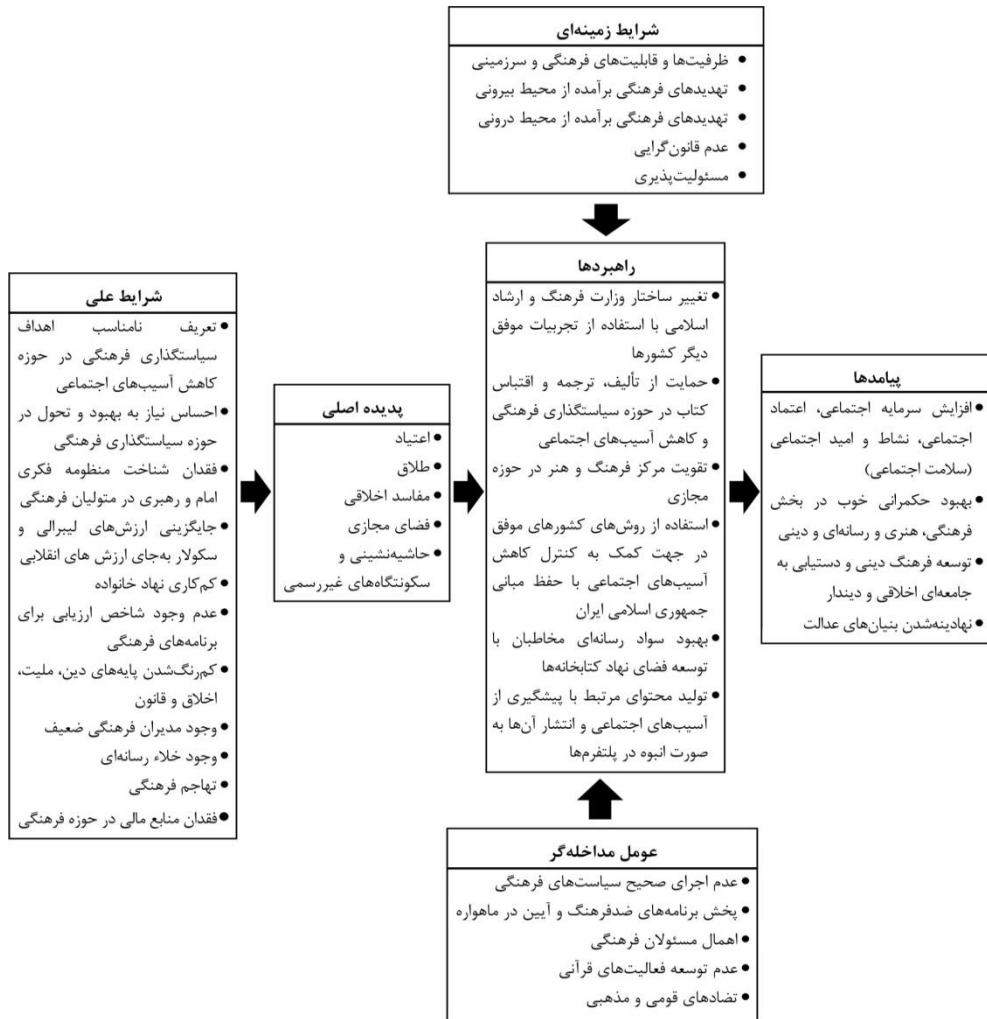 شرایط زمینه‌ای
• ظرفیت‌ها و قابلیت‌های فرهنگی و سرزمینی
• تهدیدهای فرهنگی برآمده از محیط بیرونی
• تهدیدهای فرهنگی برآمده از محیط درونی
• عدم قانون‌گرایی
• مسئولیت‌پذیری
شرایط علی
• تعریف نامناسب اهداف
سیاستگذاری فرهنگی در حوزه
کاهش آسیب‌های اجتماعی
• احساس نیاز به بهبود و تحول در
حوزه سیاستگذاری فرهنگی
• فقدان شناخت منظومه فکری
امام و رهبری در متولیان فرهنگی
• جایگزینی ارزش‌های لیبرالی و
سکولار به‌جای ارزش های انقلابی
• کم‌کاری نهاد خانواده
• عدم وجود شاخص ارزیابی برای
برنامه‌های فرهنگی
• کم‌رنگ‌شدن پایه‌های دین، ملیت،
اخلاق و قانون
• وجود مدیران فرهنگی ضعیف
• وجود خلاء رسانه‌ای
• تهاجم فرهنگی
• فقدان منابع مالی در حوزه فرهنگی
پدیده اصلی
• اعتیاد
• طلاق
• مفاسد اخلاقی
• فضای مجازی
• حاشیه‌نشینی و
سکونتگاه‌های غیررسمی
راهبردها
• تغییر ساختار وزارت فرهنگ و ارشاد
اسلامی با استفاده از تجربیات موفق
دیگر کشورها
• حمایت از تألیف، ترجمه و اقتباس
کتاب در حوزه سیاستگذاری فرهنگی
و کاهش آسیب‌های اجتماعی
• تقویت مرکز فرهنگ و هنر در حوزه
مجازی
• استفاده از روش‌های کشورهای موفق
در جهت کمک به کنترل کاهش
آسیب‌های اجتماعی با حفظ مبانی
جمهوری اسلامی ایران
• بهبود سواد رسانه‌ای مخاطبان با
توسعه فضای نهاد کتابخانه‌ها
• تولید محتوای مرتبط با پیشگیری از
آسیب‌های اجتماعی و انتشار آن‌ها به
صورت انبوه در پلتفرم‌ها
پیامدها
• افزایش سرمایه اجتماعی، اعتماد
اجتماعی، نشاط و امید اجتماعی
(سلامت اجتماعی)
• بهبود حکمرانی خوب در بخش
فرهنگی، هنری و رسانه‌ای و دینی
• توسعه فرهنگ دینی و دستیابی به
جامعه‌ای اخلاقی و دیندار
• نهادینه‌شدن بنیان‌های عدالت
عومل مداخله‌گر
• عدم اجرای صحیح سیاست‌های فرهنگی
• پخش برنامه‌های ضدفرهنگ و آیین در ماهواره
• اهمال مسئولان فرهنگی
• عدم توسعه فعالیت‌های قرآنی
• تضادهای قومی و مذهبی